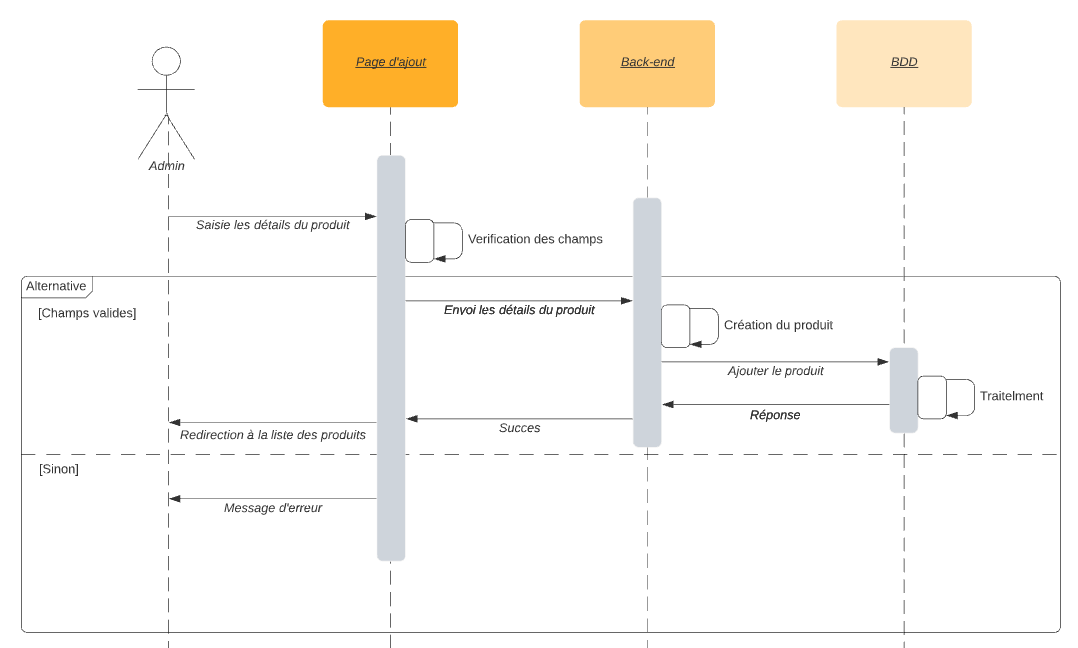 Page d'ajout
Back-end
BDD
Admin
Saisie les détails du produit
Verification des champs
Alternative
[Champs valides]
Envoi les détails du produit
Création du produit
Ajouter le produit
Traitelment
Réponse
Succes
Redirection à la liste des produits
[Sinon]
Message d'erreur